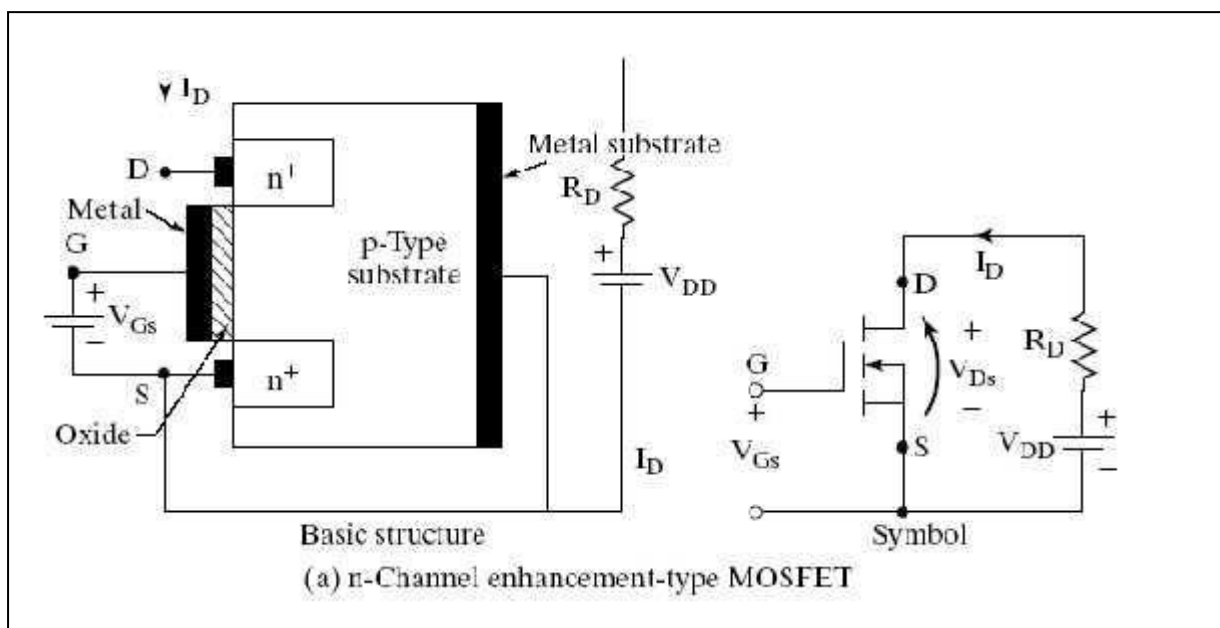 I_D
D
n+
Metal substrate
R_D
Metal
G
p-Type
substrate
+
V_DD
I_D
D
+
V_Gs
−
+
R_D
G
V_Ds
S
n+
+
−
+
Oxide
V_Gs
S
V_DD
−
I_D
Basic structure
Symbol
(a) n-Channel enhancement-type MOSFET